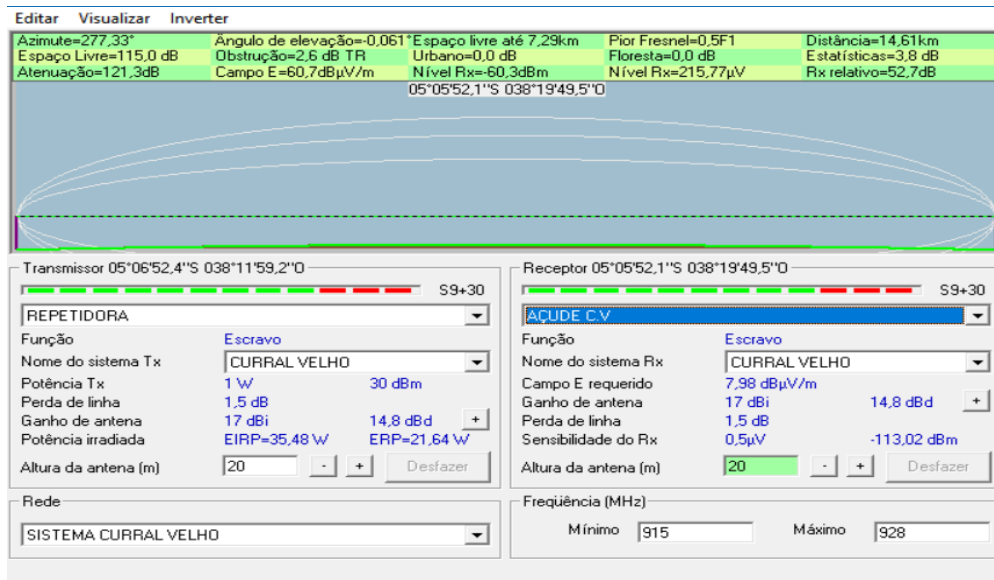 Editar Visualizar Inverter
Azimute=277,33° Ângulo de elevação=-0,061° Espaço livre até 7,29km Pior Fresnel=0,5F1 Distância=14,61km
Espaço Livre=115,0 dB Obstrução=2,6 dB TR Urbano=0,0 dB Floresta=0,0 dB Estatísticas=3,8 dB
Atenuação=121,3dB Campo E=60,7dBµV/m Nível Rx=-60,3dBm Nível Rx=215,77µV Rx relativo=52,7dB
05°05'52,1''S 038°19'49,5''O
Transmissor 05°06'52,4''S 038°11'59,2''O
S9+30
REPETIDORA
Função Escravo
Nome do sistema Tx CURRAL VELHO
Potência Tx 1 W 30 dBm
Perda de linha 1,5 dB
Ganho de antena 17 dBi 14,8 dBd +
Potência irradiada EIRP=35,48 W ERP=21,64 W
Altura da antena (m) 20 - + Desfazer
Rede
SISTEMA CURRAL VELHO
Receptor 05°05'52,1''S 038°19'49,5''O
S9+30
AÇUDE C.V
Função Escravo
Nome do sistema Rx CURRAL VELHO
Campo E requerido 7,98 dBµV/m
Ganho de antena 17 dBi 14,8 dBd +
Perda de linha 1,5 dB
Sensibilidade do Rx 0,5µV -113,02 dBm
Altura da antena (m) 20 - + Desfazer
Freqüência (MHz)
Mínimo 915 Máximo 928